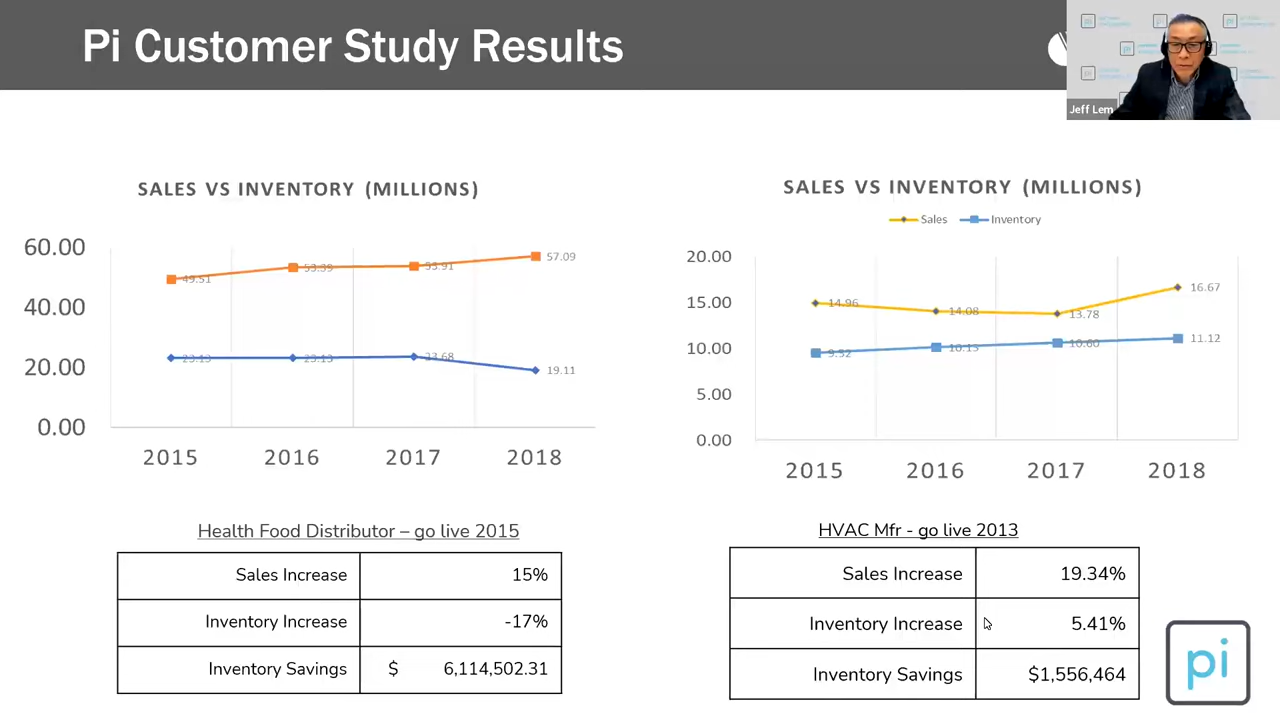 Pi Customer Study Results
Jeff Lem
SALES VS INVENTORY (MILLIONS)
60.00
40.00
20.00
0.00
49.51
53.39
53.91
57.09
23.13
23.13
23.68
19.11
2015 2016 2017 2018
Health Food Distributor – go live 2015
Sales Increase 15%
Inventory Increase -17%
Inventory Savings $ 6,114,502.31
SALES VS INVENTORY (MILLIONS)
Sales Inventory
20.00
15.00
10.00
5.00
0.00
14.96
14.08
13.78
16.67
9.52
10.15
10.60
11.12
2015 2016 2017 2018
HVAC Mfr - go live 2013
Sales Increase 19.34%
Inventory Increase 5.41%
Inventory Savings $1,556,464
pi